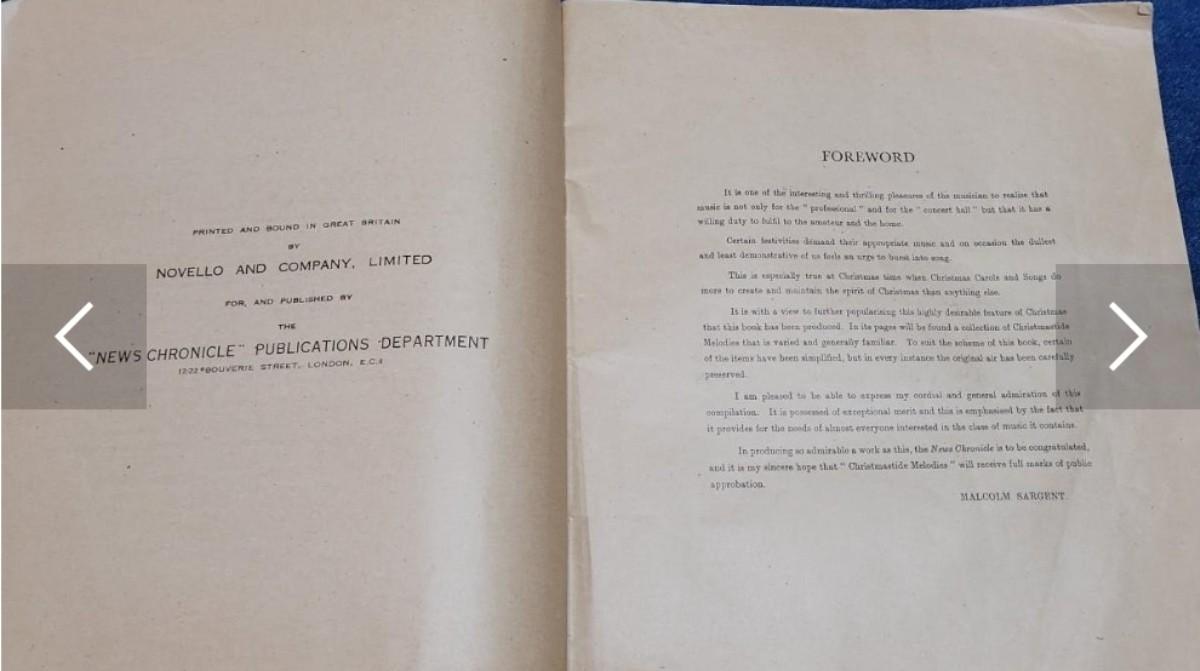 PRINTED AND BOUND IN GREAT BRITAIN
BY
NOVELLO AND COMPANY, LIMITED
FOR, AND PUBLISHED BY
THE
"NEWS CHRONICLE" PUBLICATIONS DEPARTMENT
12-22 BOUVERIE STREET, LONDON, E.C.4
FOREWORD
It is one of the interesting and thrilling pleasures of the musician to realise that
music is not only for the "professional" and for the "concert hall" but that it has a
willing duty to fulfil to the amateur and the home.
Certain festivities demand their appropriate music and on occasion the dullest
and least demonstrative of us feels an urge to burst into song.
This is especially true at Christmas time when Christmas Carols and Songs do
more to create and maintain the spirit of Christmas than anything else.
It is with a view to further popularising this highly desirable feature of Christmas
that this book has been produced. In its pages will be found a collection of Christmastide
Melodies that is varied and generally familiar. To suit the scheme of this book, certain
of the items have been simplified, but in every instance the original air has been carefully
preserved.
I am pleased to be able to express my cordial and general admiration of this
compilation. It is possessed of exceptional merit and this is emphasised by the fact that
it provides for the needs of almost everyone interested in the class of music it contains.
In producing so admirable a work as this, the News Chronicle is to be congratulated,
and it is my sincere hope that "Christmastide Melodies" will receive full marks of public
approbation.
MALCOLM SARGENT.